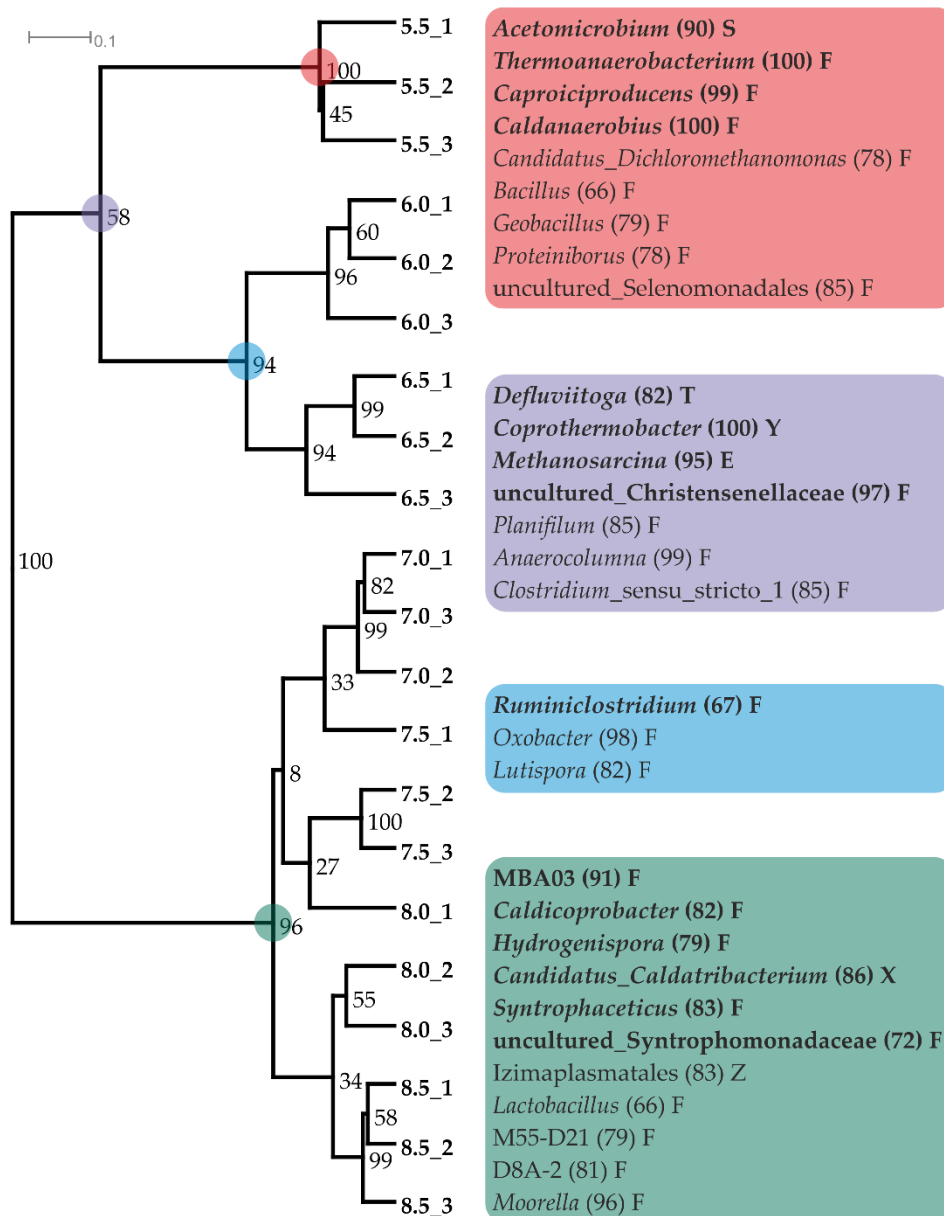 0.1
5.5_1
5.5_2
5.5_3
100
45
6.0_1
6.0_2
6.0_3
58
60
96
94
6.5_1
6.5_2
6.5_3
99
94
100
7.0_1
7.0_3
7.0_2
7.5_1
82
99
33
8
7.5_2
7.5_3
8.0_1
100
27
96
8.0_2
8.0_3
55
34
8.5_1
8.5_2
8.5_3
58
99
Acetomicrobium (90) S
Thermoanaerobacterium (100) F
Caproiciproducens (99) F
Caldanaerobius (100) F
Candidatus_Dichloromethanomonas (78) F
Bacillus (66) F
Geobacillus (79) F
Proteiniborus (78) F
uncultured_Selenomonadales (85) F
Defluviitoga (82) T
Coprothermobacter (100) Y
Methanosarcina (95) E
uncultured_Christensenellaceae (97) F
Planifilum (85) F
Anaerocolumna (99) F
Clostridium_sensu_stricto_1 (85) F
Ruminiclostridium (67) F
Oxobacter (98) F
Lutispora (82) F
MBA03 (91) F
Caldicoprobacter (82) F
Hydrogenispora (79) F
Candidatus_Caldatribacterium (86) X
Syntrophaceticus (83) F
uncultured_Syntrophomonadaceae (72) F
Izimaplasmatales (83) Z
Lactobacillus (66) F
M55-D21 (79) F
D8A-2 (81) F
Moorella (96) F